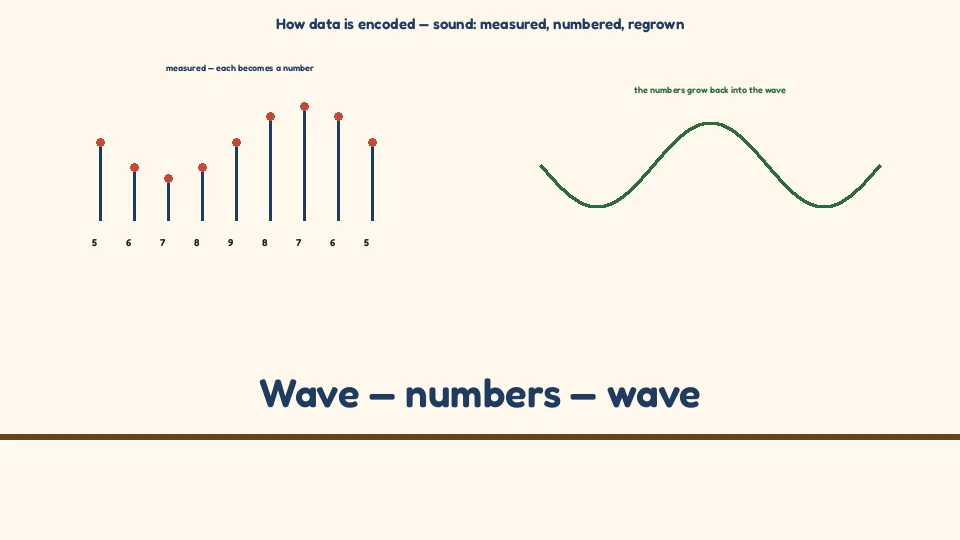 How data is encoded — sound: measured, numbered, regrown
measured — each becomes a number
the numbers grow back into the wave
5 6 7 8 9 8 7 6 5
Wave — numbers — wave